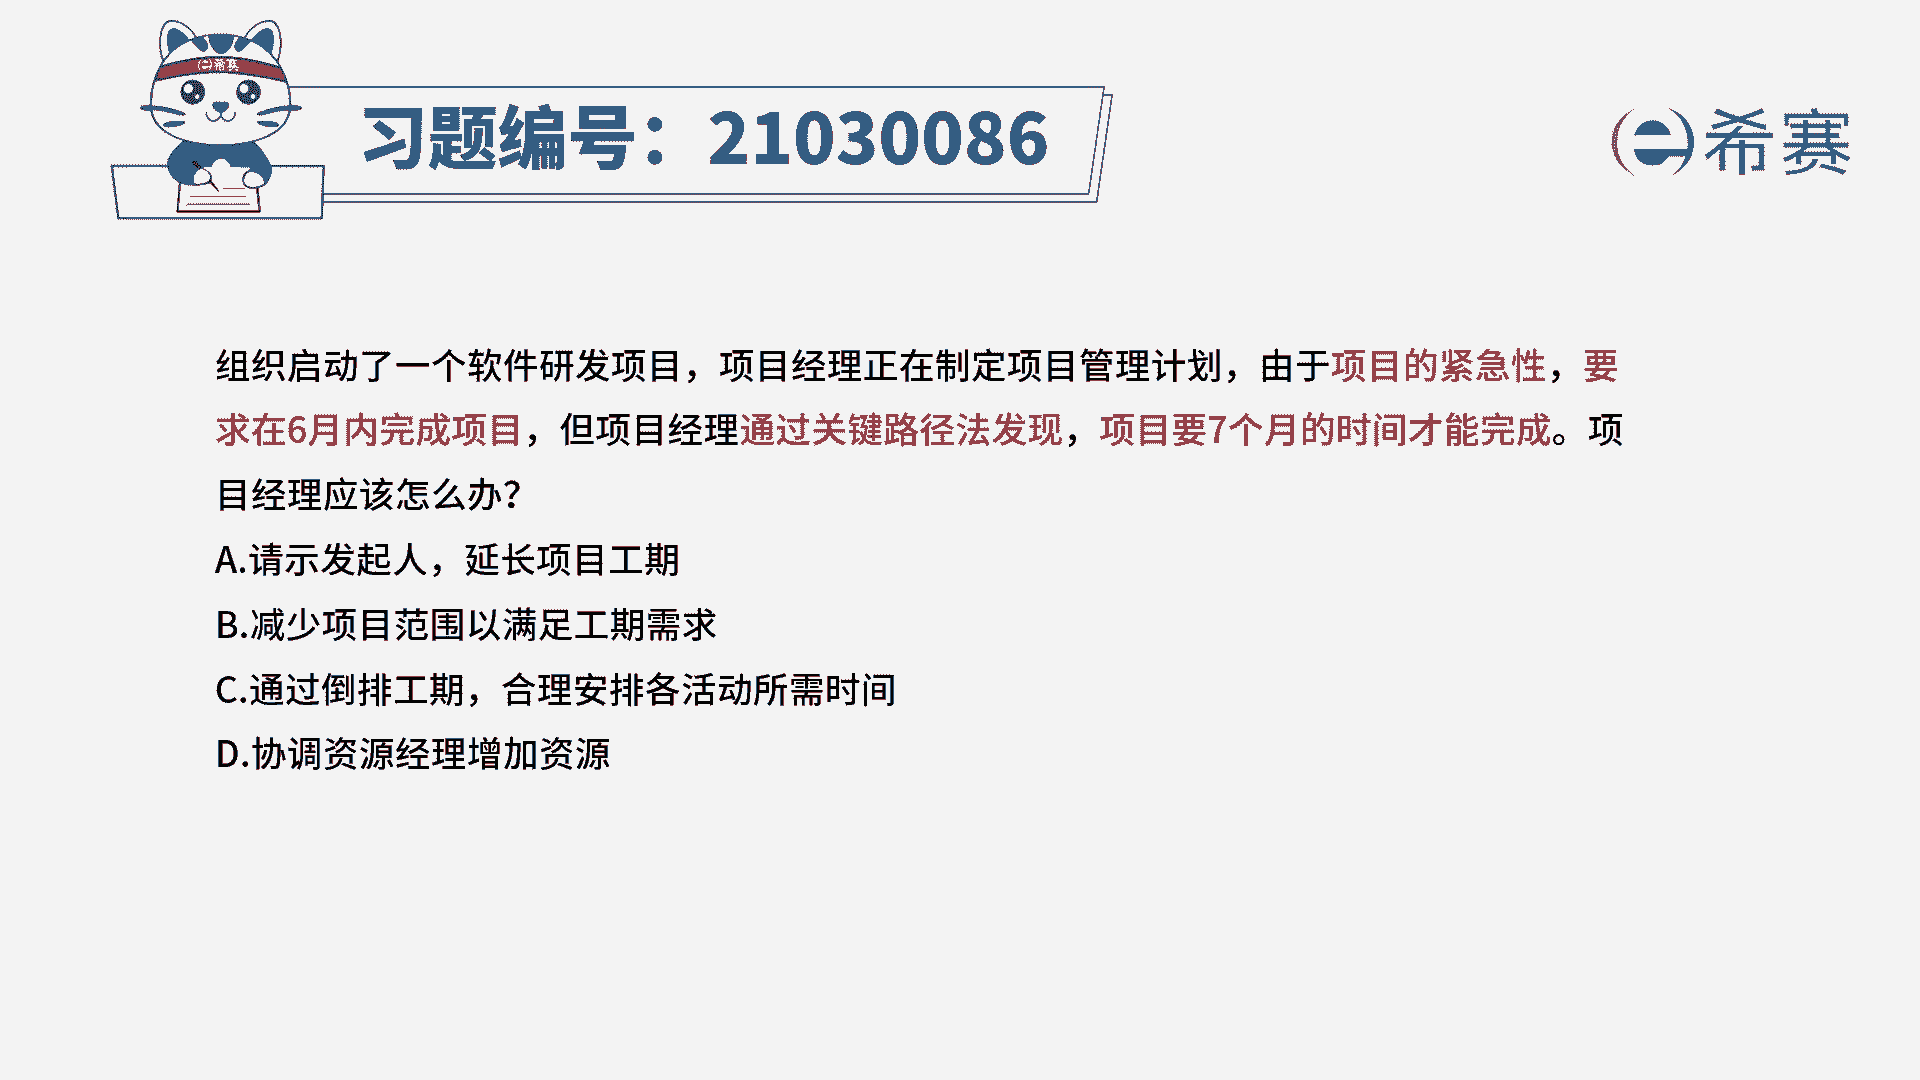 希赛
习题编号：21030086
希赛
组织启动了一个软件研发项目，项目经理正在制定项目管理计划，由于项目的紧急性，要
求在6月内完成项目，但项目经理通过关键路径法发现，项目要7个月的时间才能完成。项
目经理应该怎么办？
A.请示发起人，延长项目工期
B.减少项目范围以满足工期需求
C.通过倒排工期，合理安排各活动所需时间
D.协调资源经理增加资源